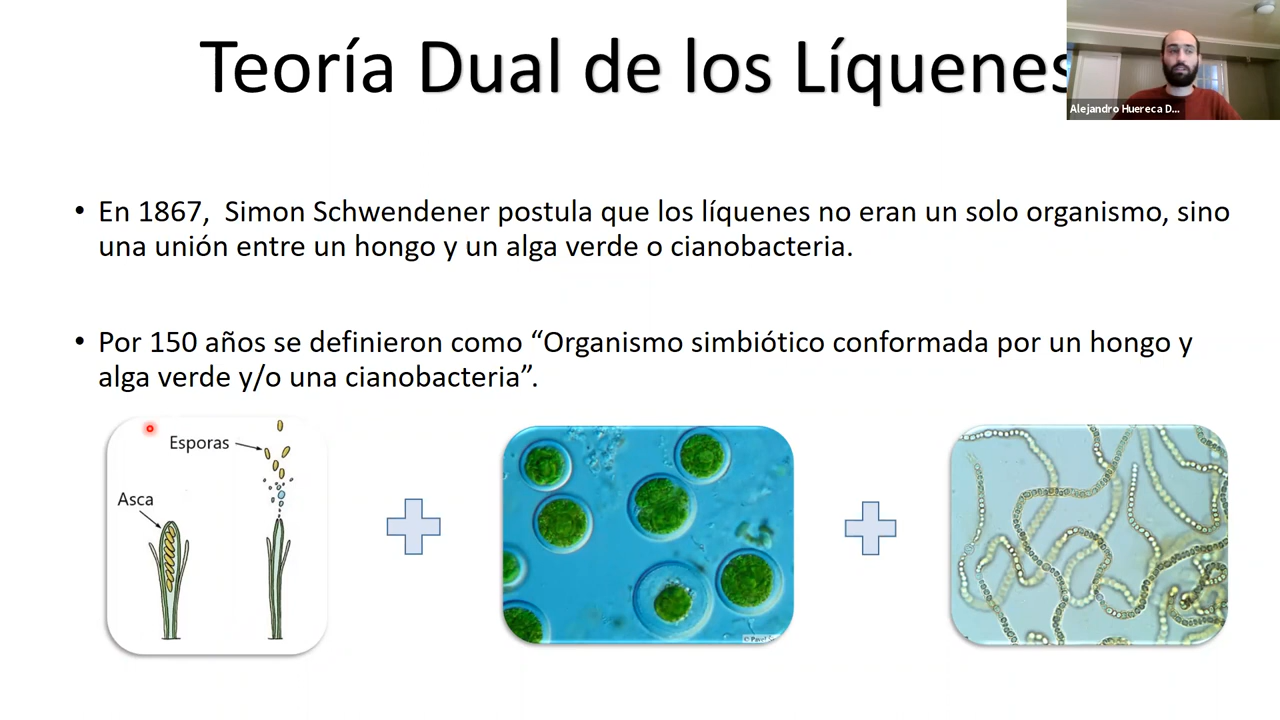 Teoría Dual de los Líquenes
Alejandro Huereca D...
• En 1867, Simon Schwendener postula que los líquenes no eran un solo organismo, sino
una unión entre un hongo y un alga verde o cianobacteria.
• Por 150 años se definieron como “Organismo simbiótico conformada por un hongo y
alga verde y/o una cianobacteria”.
Esporas
Asca